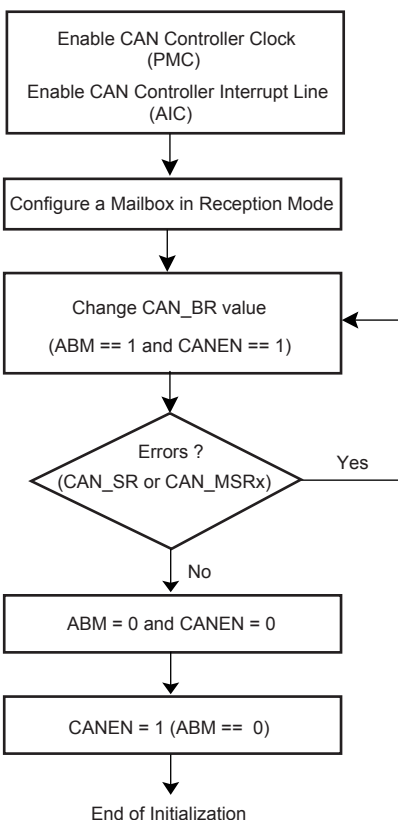 Enable CAN Controller Clock
(PMC)
Enable CAN Controller Interrupt Line
(AIC)
Configure a Mailbox in Reception Mode
Change CAN_BR value
(ABM == 1 and CANEN == 1)
Errors ?
(CAN_SR or CAN_MSRx)
Yes
No
ABM = 0 and CANEN = 0
CANEN = 1 (ABM == 0)
End of Initialization